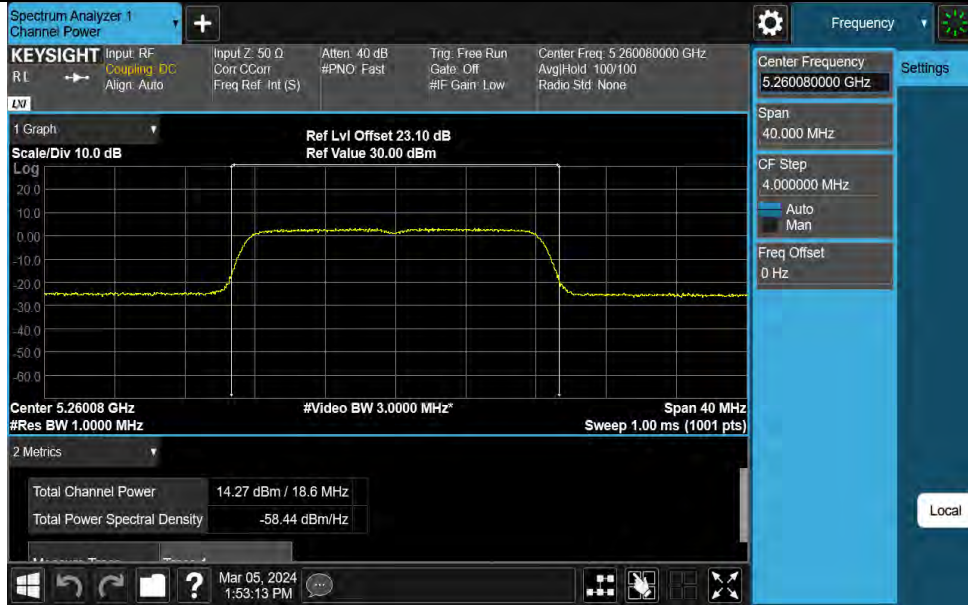 Spectrum Analyzer 1
Channel Power
+
Frequency
KEYSIGHT
Input: RF
Input Z: 50 Ω
Atten: 40 dB
Trig: Free Run
Center Freq: 5.260080000 GHz
Coupling: DC
Corr CCorr
#PNO: Fast
Gate: Off
Avg|Hold: 100/100
Align: Auto
Freq Ref: Int (S)
#IF Gain: Low
Radio Std: None
LXI
Center Frequency
5.260080000 GHz
Settings
Span
40.000 MHz
CF Step
4.000000 MHz
Auto
Man
Freq Offset
0 Hz
Local
1 Graph
Ref Lvl Offset 23.10 dB
Scale/Div 10.0 dB
Ref Value 30.00 dBm
Log
20.0
10.0
0.00
-10.0
-20.0
-30.0
-40.0
-50.0
-60.0
Center 5.26008 GHz
#Video BW 3.0000 MHz*
Span 40 MHz
#Res BW 1.0000 MHz
Sweep 1.00 ms (1001 pts)
2 Metrics
Total Channel Power
14.27 dBm / 18.6 MHz
Total Power Spectral Density
-58.44 dBm/Hz
?
Mar 05, 2024
1:53:13 PM